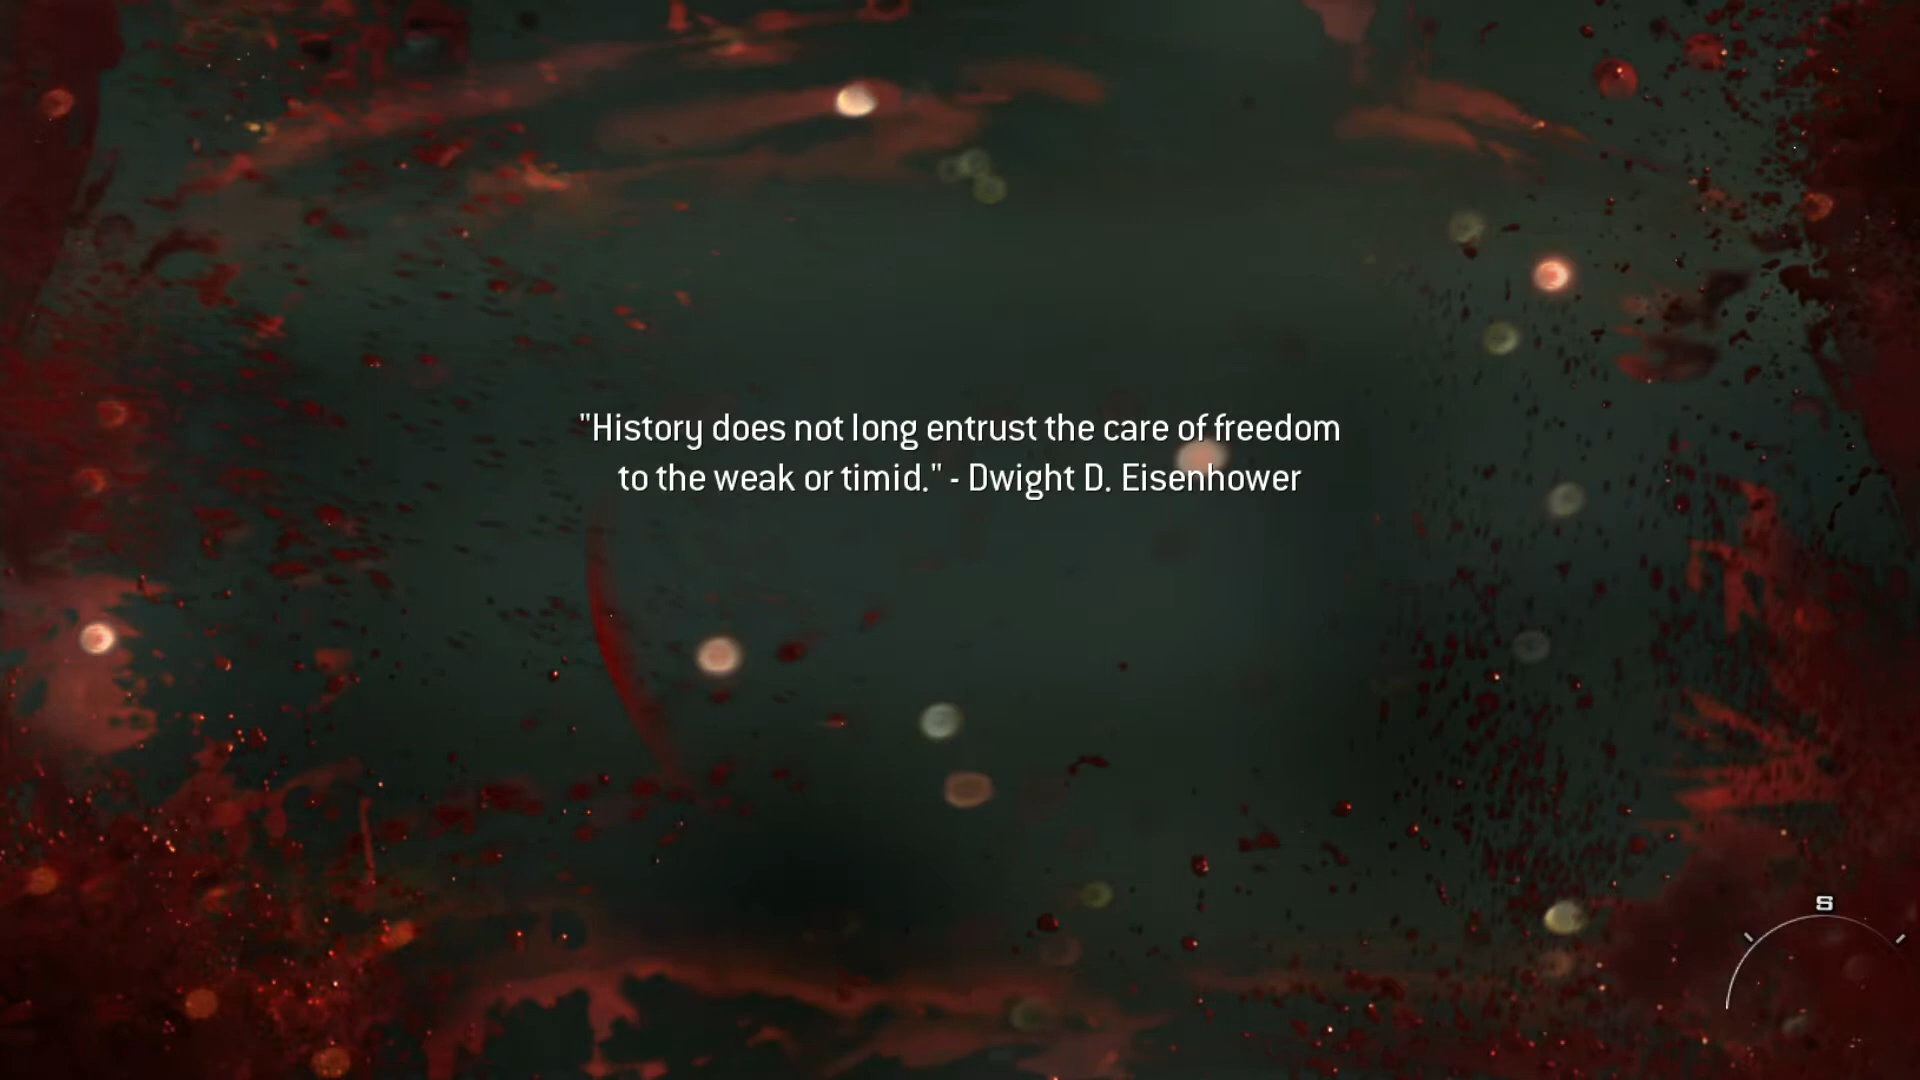 "History does not long entrust the care of freedom
to the weak or timid." - Dwight D. Eisenhower
S